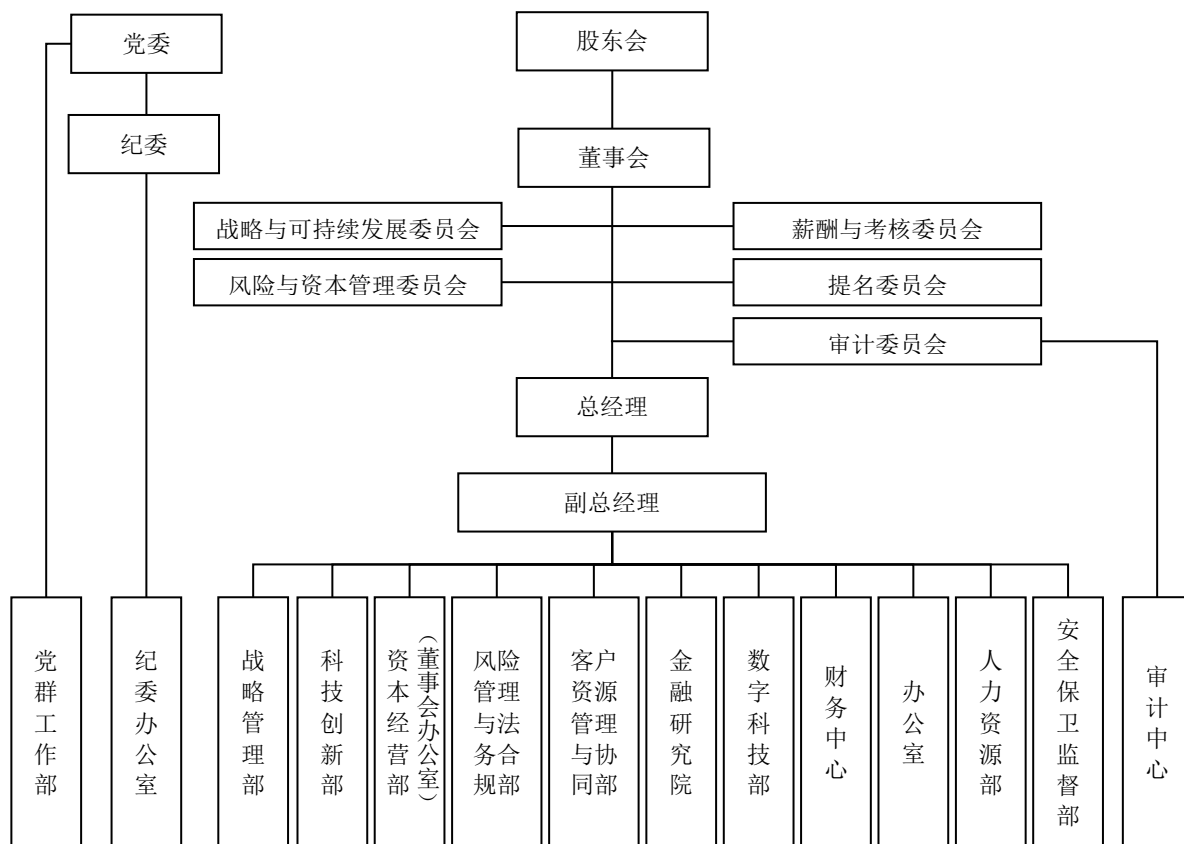 党委
股东会
纪委
董事会
战略与可持续发展委员会
薪酬与考核委员会
风险与资本管理委员会
提名委员会
审计委员会
总经理
副总经理
党群工作部
纪委办公室
战略管理部
科技创新部
资本经营部
（董事会办公室）
风险管理与法务合规部
客户资源管理与协同部
金融研究院
数字科技部
财务中心
办公室
人力资源部
安全保卫监督部
审计中心